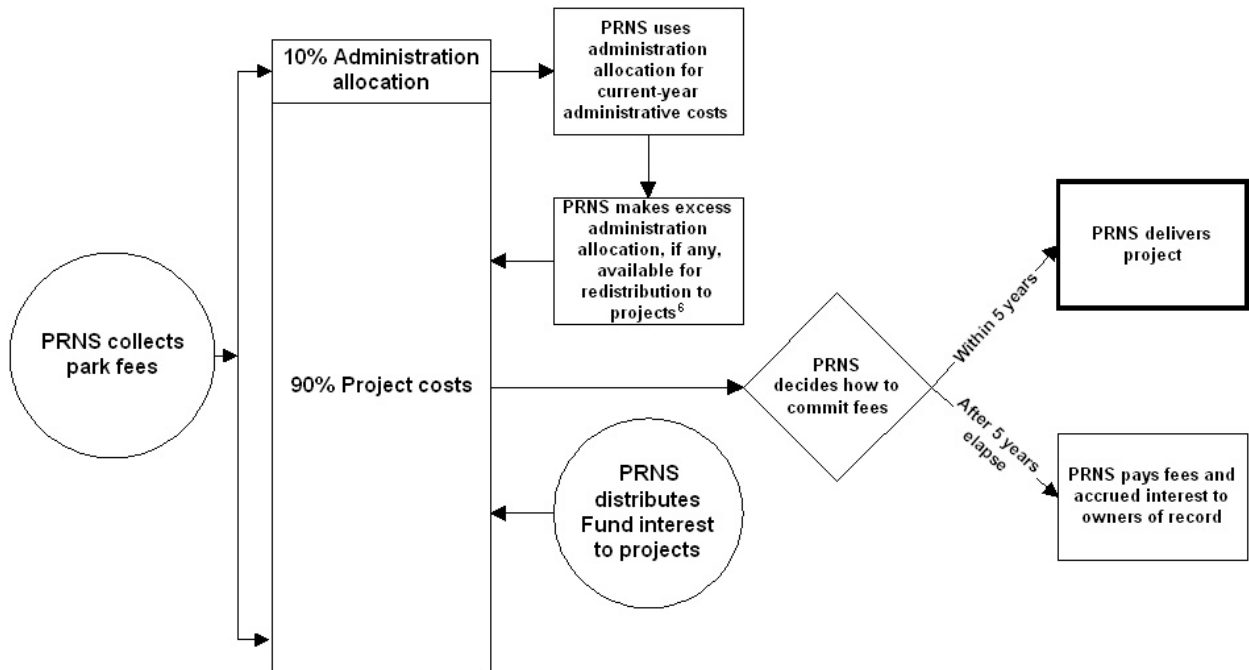 PRNS collects
park fees
10% Administration
allocation
90% Project costs
PRNS uses
administration
allocation for
current-year
administrative costs
PRNS makes excess
administration
allocation, if any,
available for
redistribution to
projects⁶
PRNS
distributes
Fund interest
to projects
PRNS
decides how to
commit fees
Within 5 years
After 5 years
elapse
PRNS delivers
project
PRNS pays fees and
accrued interest to
owners of record